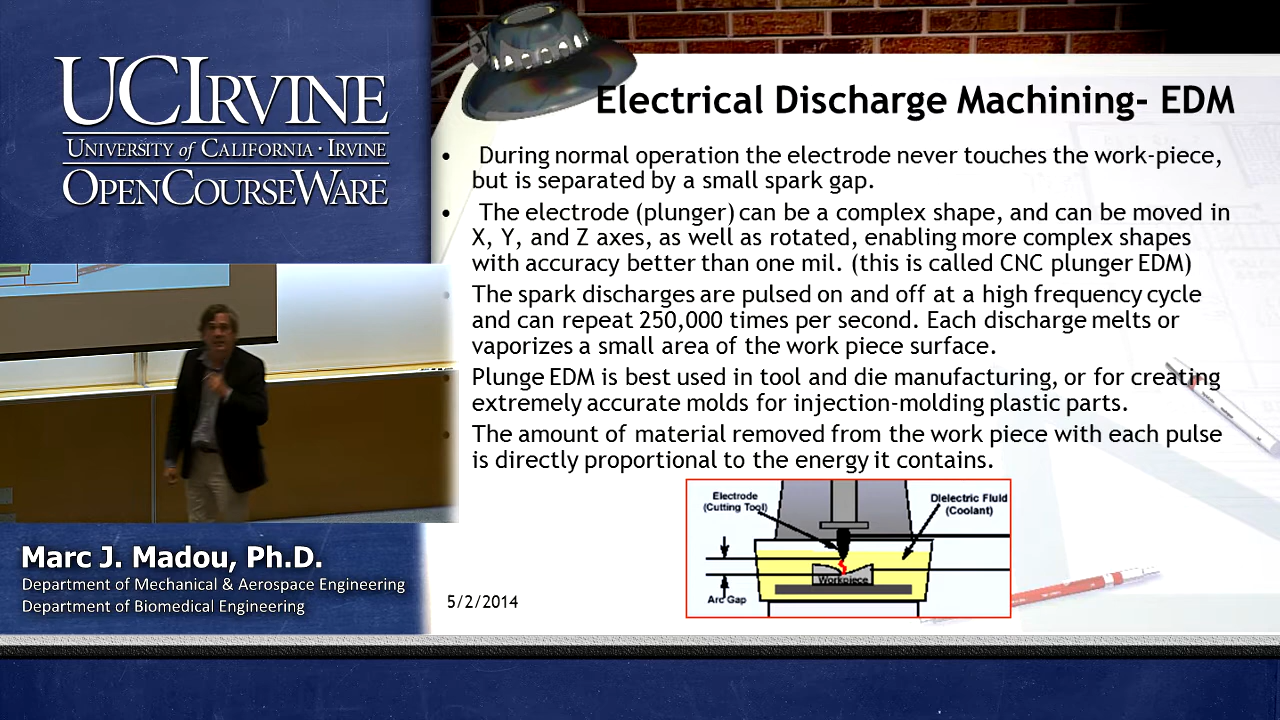 UCIRVINE
UNIVERSITY of CALIFORNIA · IRVINE
OPENCOURSEWARE
Electrical Discharge Machining- EDM
• During normal operation the electrode never touches the work-piece,
but is separated by a small spark gap.
• The electrode (plunger) can be a complex shape, and can be moved in
X, Y, and Z axes, as well as rotated, enabling more complex shapes
with accuracy better than one mil. (this is called CNC plunger EDM)
• The spark discharges are pulsed on and off at a high frequency cycle
and can repeat 250,000 times per second. Each discharge melts or
vaporizes a small area of the work piece surface.
• Plunge EDM is best used in tool and die manufacturing, or for creating
extremely accurate molds for injection-molding plastic parts.
• The amount of material removed from the work piece with each pulse
is directly proportional to the energy it contains.
Electrode
(Cutting Tool)
Dielectric Fluid
(Coolant)
Workpiece
Arc Gap
5/2/2014
Marc J. Madou, Ph.D.
Department of Mechanical & Aerospace Engineering
Department of Biomedical Engineering